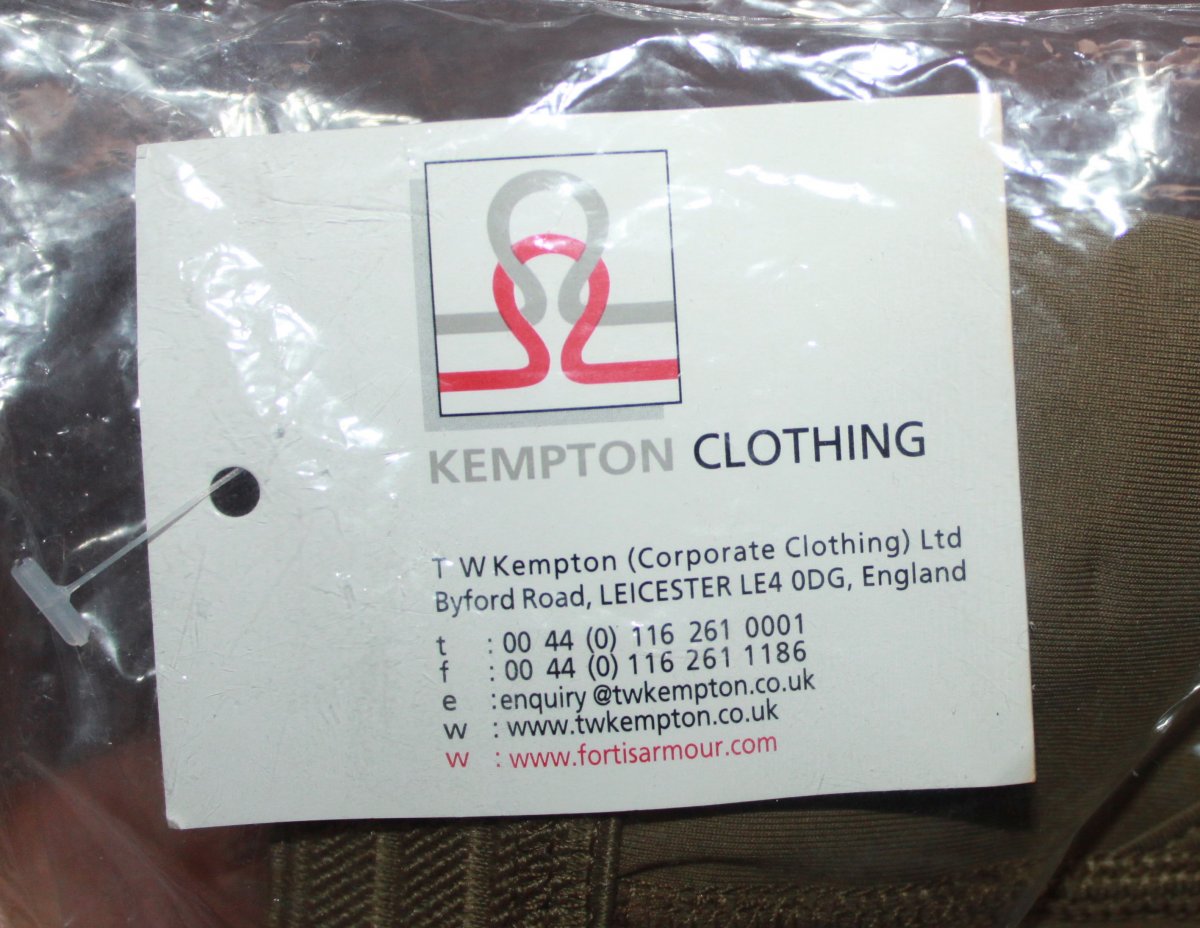 KEMPTON CLOTHING
T W Kempton (Corporate Clothing) Ltd
Byford Road, LEICESTER LE4 0DG, England
t : 00 44 (0) 116 261 0001
f : 00 44 (0) 116 261 1186
e : enquiry@twkempton.co.uk
w : www.twkempton.co.uk
w : www.fortisarmour.com